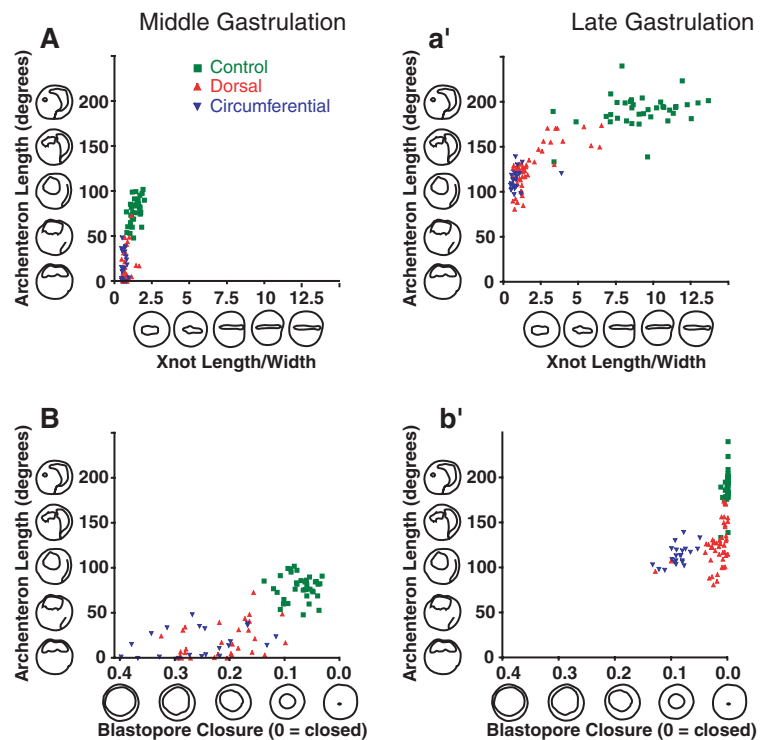 Middle Gastrulation
Late Gastrulation
A
Archenteron Length (degrees)
200
150
100
50
0
Control
Dorsal
Circumferential
0
2.5
5
7.5
10
12.5
Xnot Length/Width
a'
Archenteron Length (degrees)
200
150
100
50
0
0
2.5
5
7.5
10
12.5
Xnot Length/Width
B
Archenteron Length (degrees)
200
150
100
50
0
0.4
0.3
0.2
0.1
0.0
Blastopore Closure (0 = closed)
b'
Archenteron Length (degrees)
200
150
100
50
0
0.4
0.3
0.2
0.1
0.0
Blastopore Closure (0 = closed)